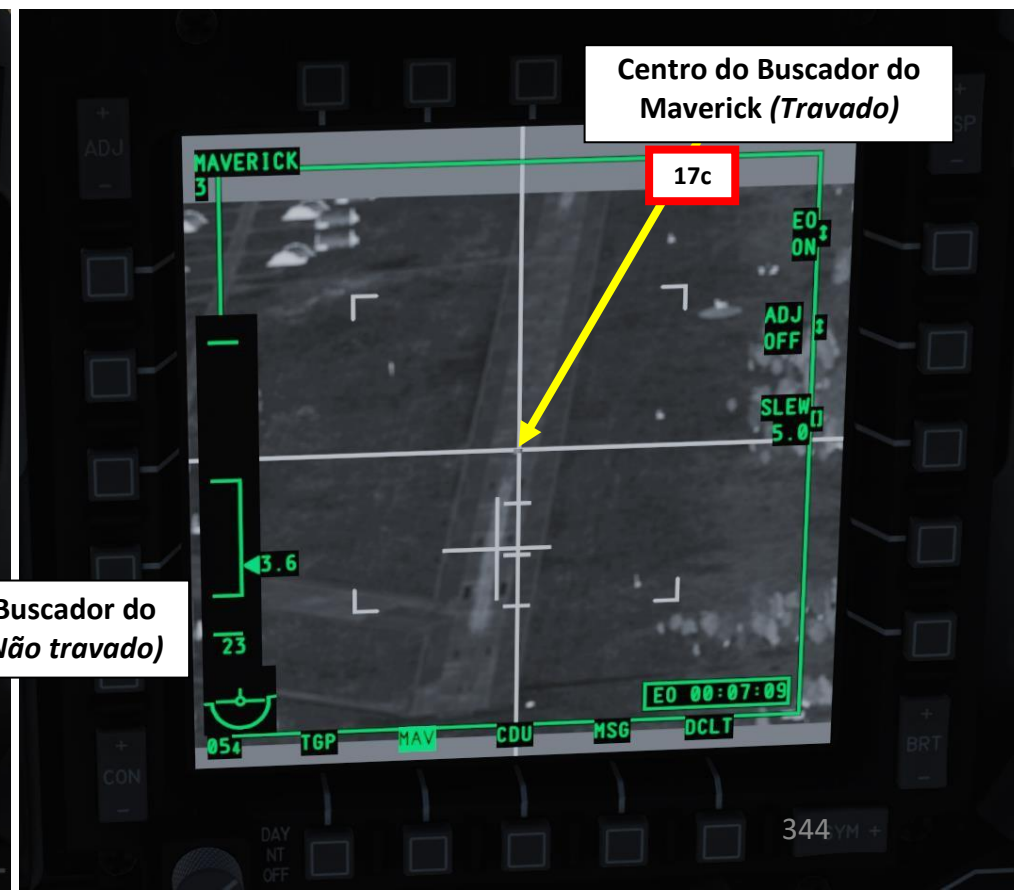 Centro do Buscador do
Maverick (Travado)
17c
ADJ
SP
MAVERICK
3
EO
ON
ADJ
OFF
SLEW
5.0
3.6
Buscador do
Não travado)
23
EO 00:07:09
054
TGP
MAV
CDU
MSG
DCLT
CON
BRT
DAY
NT
OFF
344
YM